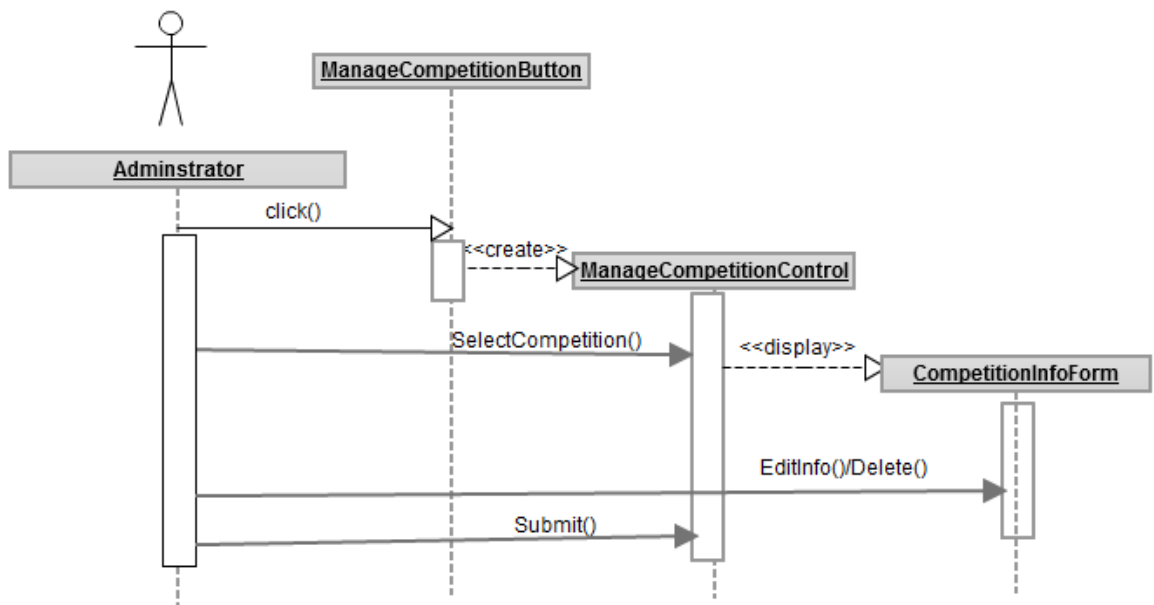 ManageCompetitionButton
Adminstrator
click()
<<create>>
ManageCompetitionControl
SelectCompetition()
<<display>>
CompetitionInfoForm
EditInfo()/Delete()
Submit()